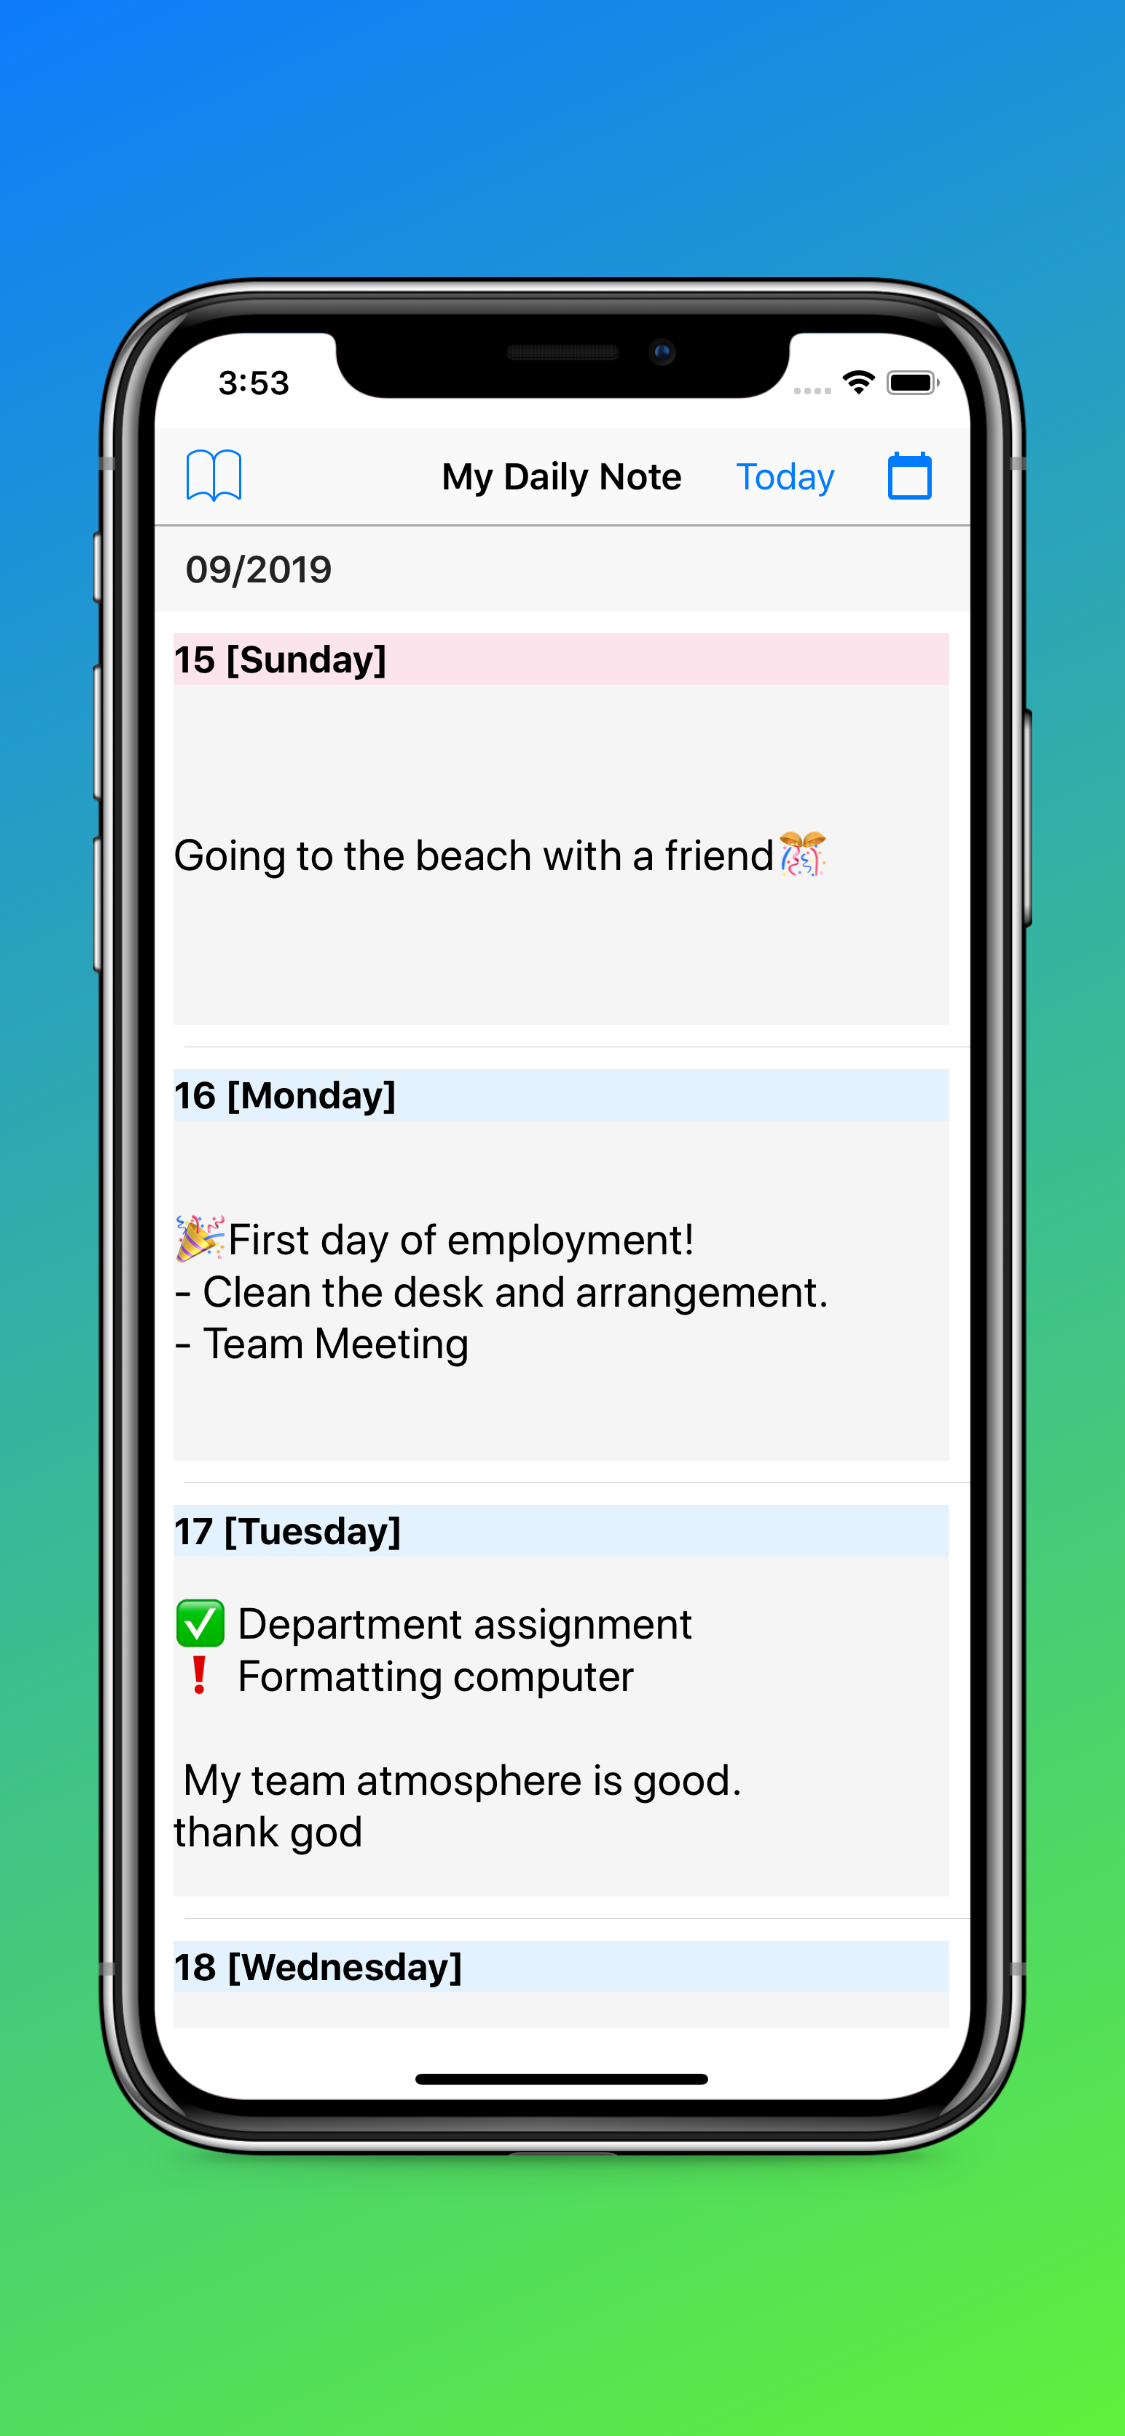 3:53
My Daily Note Today
09/2019
15 [Sunday]
Going to the beach with a friend🎊
16 [Monday]
🎉First day of employment!
- Clean the desk and arrangement.
- Team Meeting
17 [Tuesday]
✅ Department assignment
❗ Formatting computer
My team atmosphere is good.
thank god
18 [Wednesday]